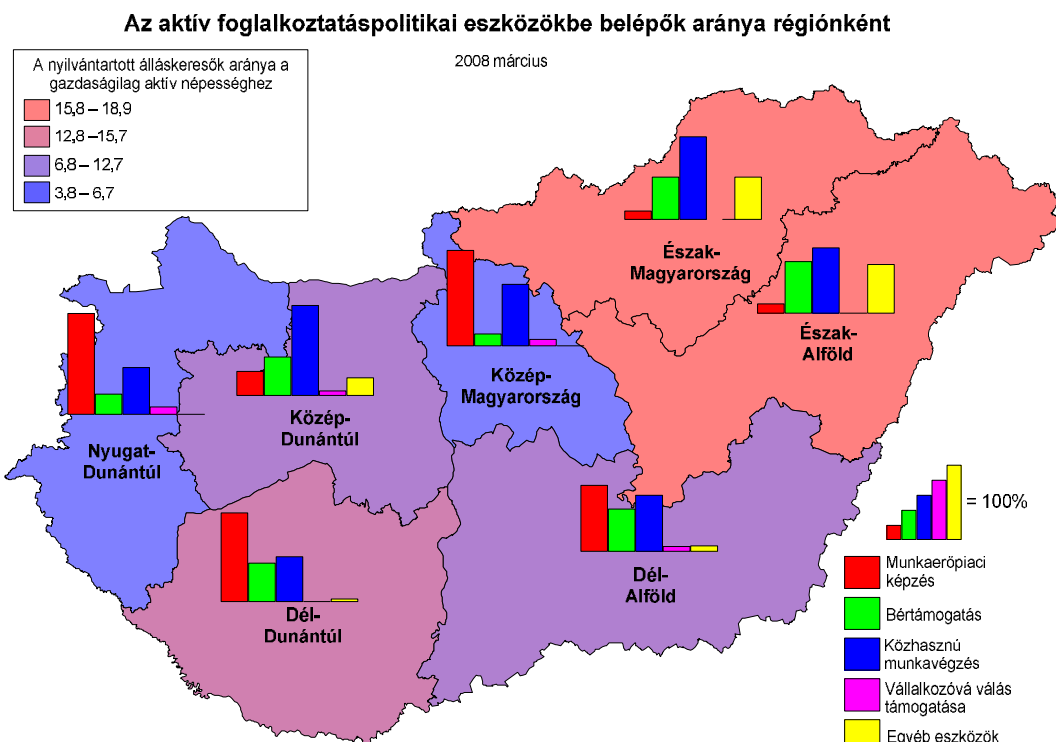 Az aktív foglalkoztatáspolitikai eszközökbe belépők aránya régiónként
2008 március
A nyilvántartott álláskeresők aránya a
gazdaságilag aktív népességhez
15,8 – 18,9
12,8 –15,7
6,8 – 12,7
3,8 – 6,7
Észak-
Magyarország
Észak-
Alföld
Közép-
Magyarország
Közép-
Dunántúl
Nyugat-
Dunántúl
Dél-
Alföld
Dél-
Dunántúl
= 100%
Munkaerőpiaci
képzés
Bértámogatás
Közhasznú
munkavégzés
Vállalkozóvá válás
támogatása
Egyéb eszközök